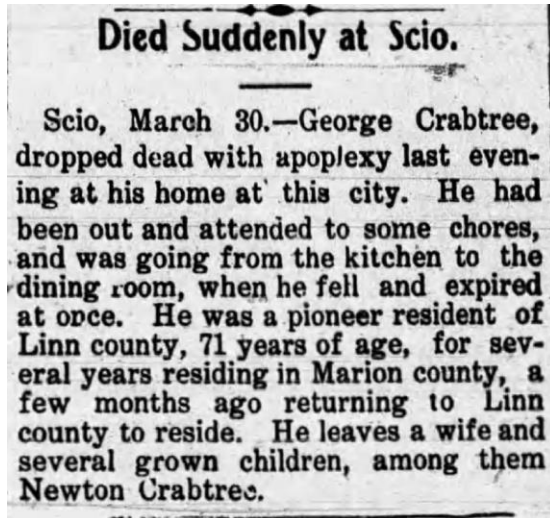 Died Suddenly at Scio.
Scio, March 30.—George Crabtree,
dropped dead with apoplexy last even-
ing at his home at this city. He had
been out and attended to some chores,
and was going from the kitchen to the
dining room, when he fell and expired
at once. He was a pioneer resident of
Linn county, 71 years of age, for sev-
eral years residing in Marion county, a
few months ago returning to Linn
county to reside. He leaves a wife and
several grown children, among them
Newton Crabtree.